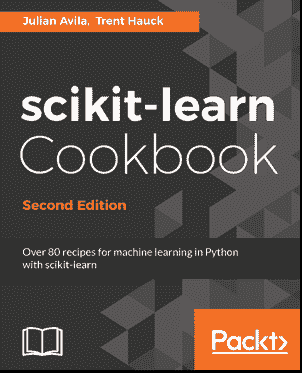 Julian Avila, Trent Hauck
scikit-learn
Cookbook
Second Edition
Over 80 recipes for machine learning in Python
with scikit-learn
Packt>